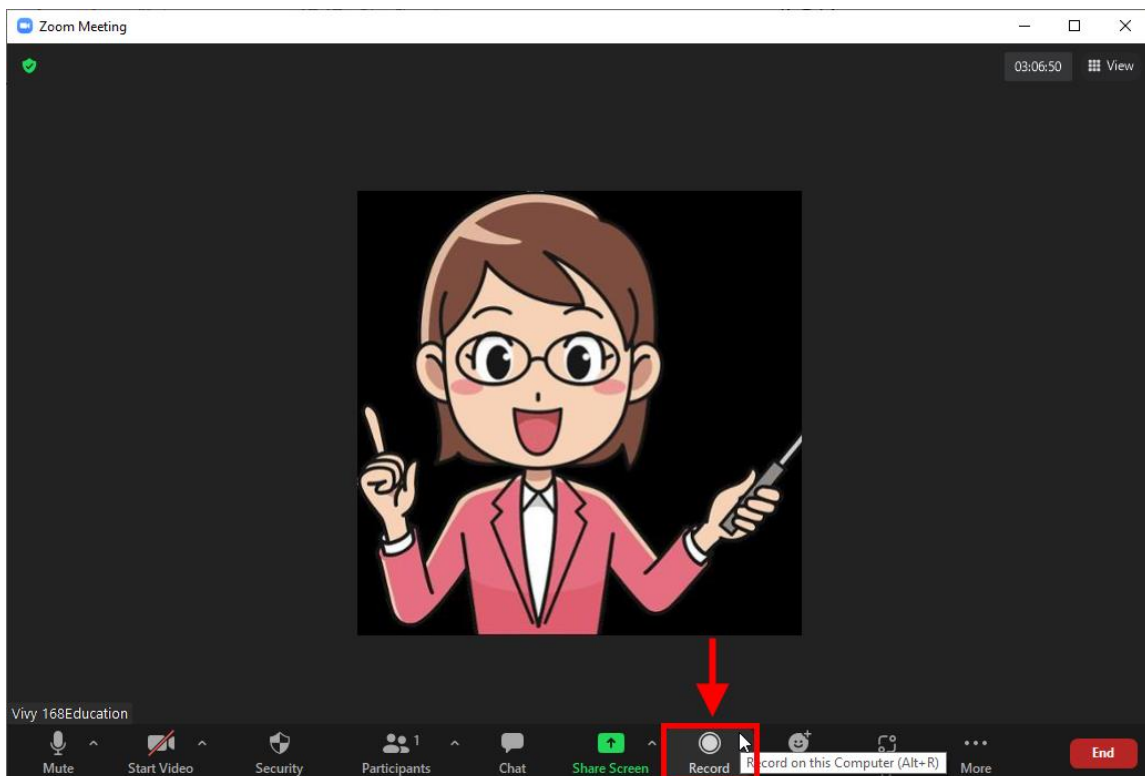 Zoom Meeting
03:06:50 View
Vivy 168Education
1
Mute Start Video Security Participants Chat Share Screen Record Record on this Computer (Alt+R) More End